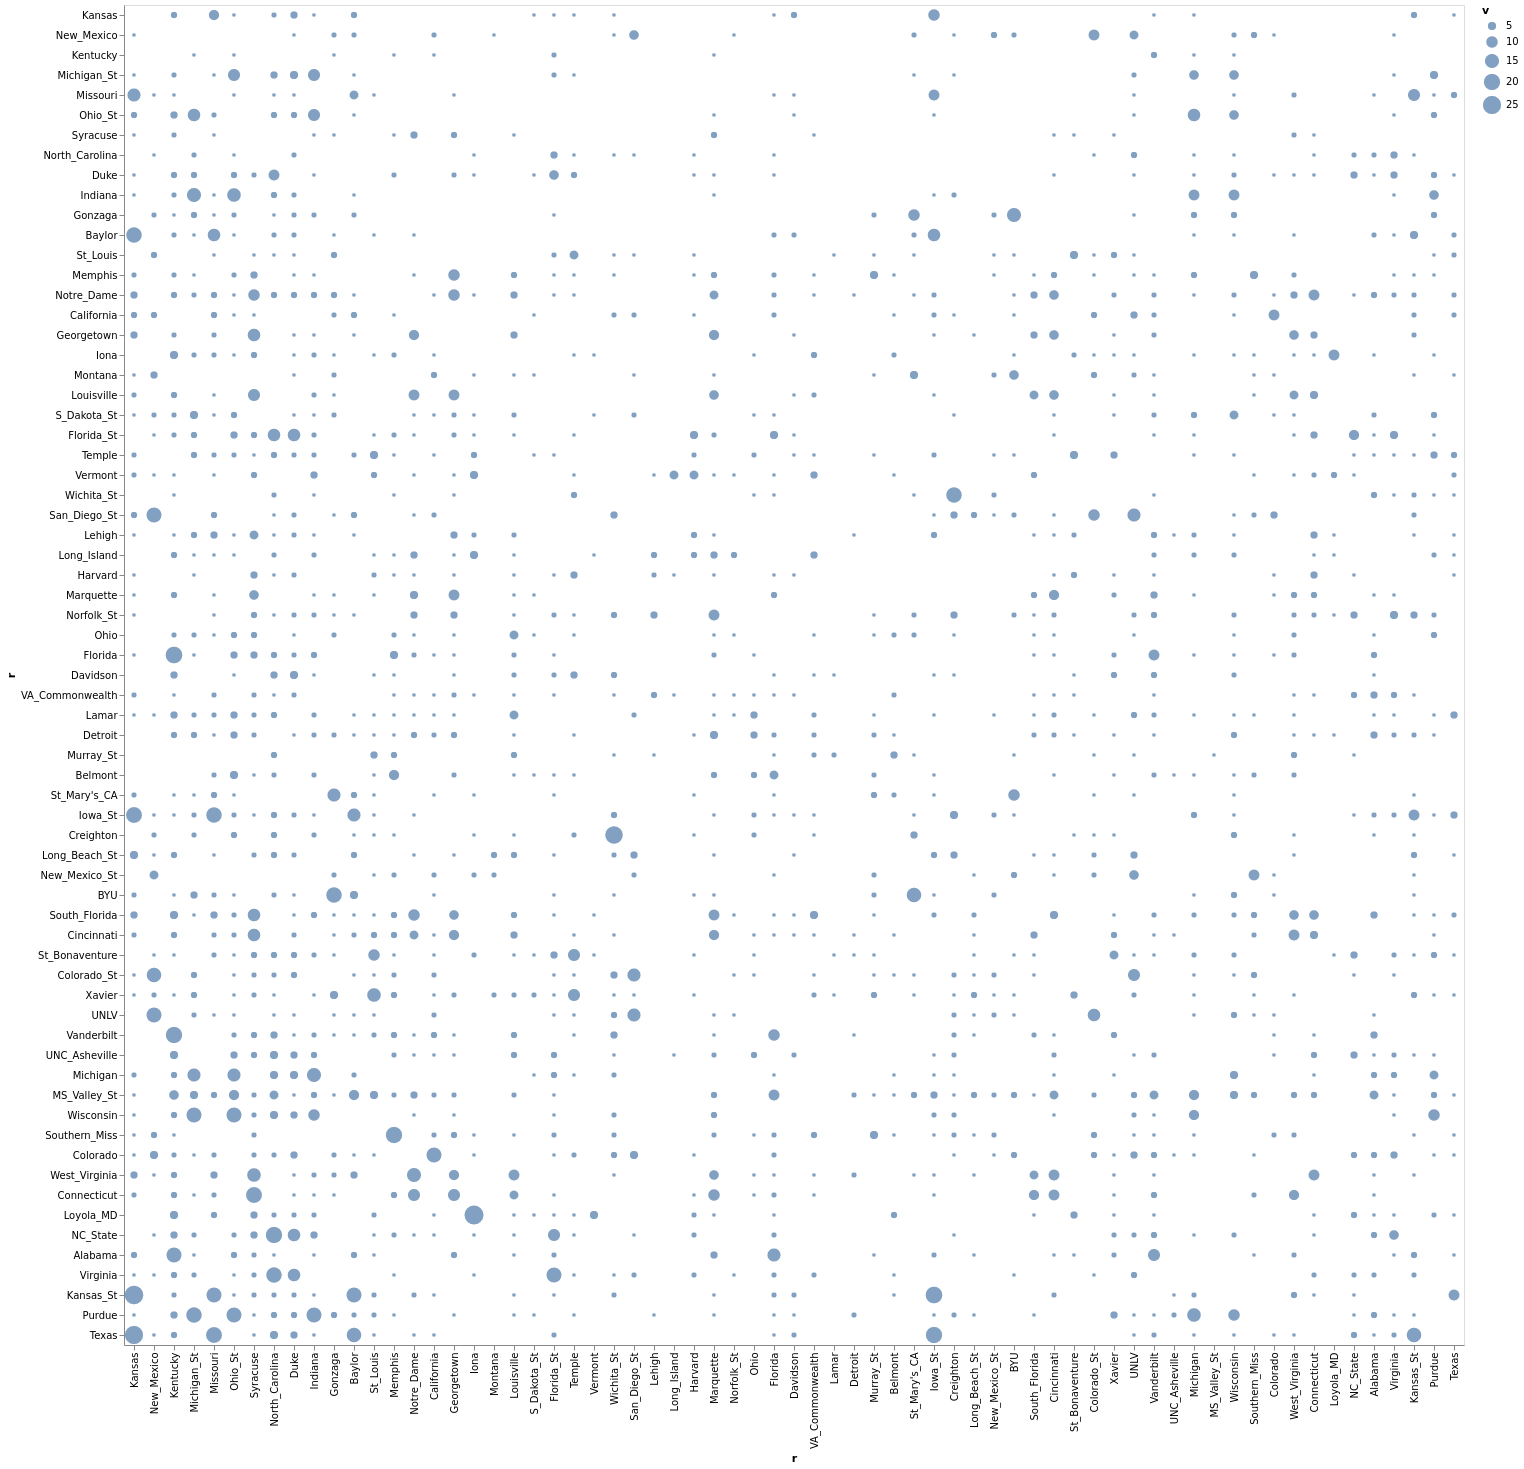 v
5
10
15
20
25
r
Kansas
New_Mexico
Kentucky
Michigan_St
Missouri
Ohio_St
Syracuse
North_Carolina
Duke
Indiana
Gonzaga
Baylor
St_Louis
Memphis
Notre_Dame
California
Georgetown
Iona
Montana
Louisville
S_Dakota_St
Florida_St
Temple
Vermont
Wichita_St
San_Diego_St
Lehigh
Long_Island
Harvard
Marquette
Norfolk_St
Ohio
Florida
Davidson
VA_Commonwealth
Lamar
Detroit
Murray_St
Belmont
St_Mary's_CA
Iowa_St
Creighton
Long_Beach_St
New_Mexico_St
BYU
South_Florida
Cincinnati
St_Bonaventure
Colorado_St
Xavier
UNLV
Vanderbilt
UNC_Asheville
Michigan
MS_Valley_St
Wisconsin
Southern_Miss
Colorado
West_Virginia
Connecticut
Loyola_MD
NC_State
Alabama
Virginia
Kansas_St
Purdue
Texas
Kansas
New_Mexico
Kentucky
Michigan_St
Missouri
Ohio_St
Syracuse
North_Carolina
Duke
Indiana
Gonzaga
Baylor
St_Louis
Memphis
Notre_Dame
California
Georgetown
Iona
Montana
Louisville
S_Dakota_St
Florida_St
Temple
Vermont
Wichita_St
San_Diego_St
Lehigh
Long_Island
Harvard
Marquette
Norfolk_St
Ohio
Florida
Davidson
VA_Commonwealth
Lamar
Detroit
Murray_St
Belmont
St_Mary's_CA
Iowa_St
Creighton
Long_Beach_St
New_Mexico_St
BYU
South_Florida
Cincinnati
St_Bonaventure
Colorado_St
Xavier
UNLV
Vanderbilt
UNC_Asheville
Michigan
MS_Valley_St
Wisconsin
Southern_Miss
Colorado
West_Virginia
Connecticut
Loyola_MD
NC_State
Alabama
Virginia
Kansas_St
Purdue
Texas
r